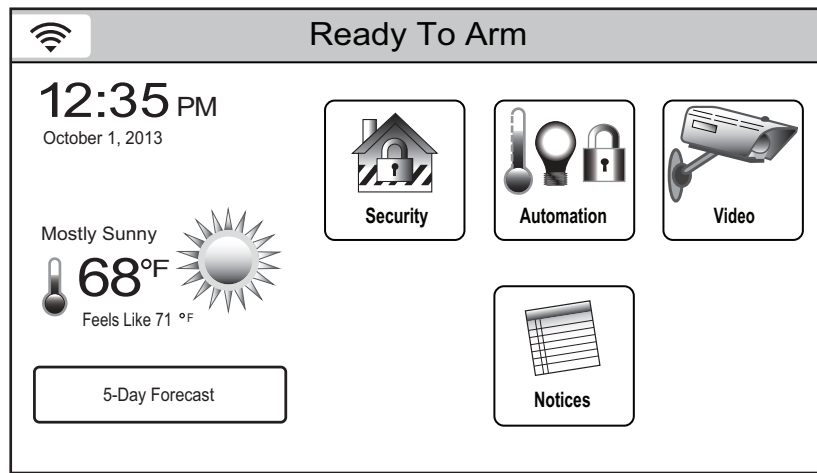 Ready To Arm
12:35 PM
October 1, 2013
Mostly Sunny
68°F
Feels Like 71 °F
5-Day Forecast
Security
Automation
Video
Notices